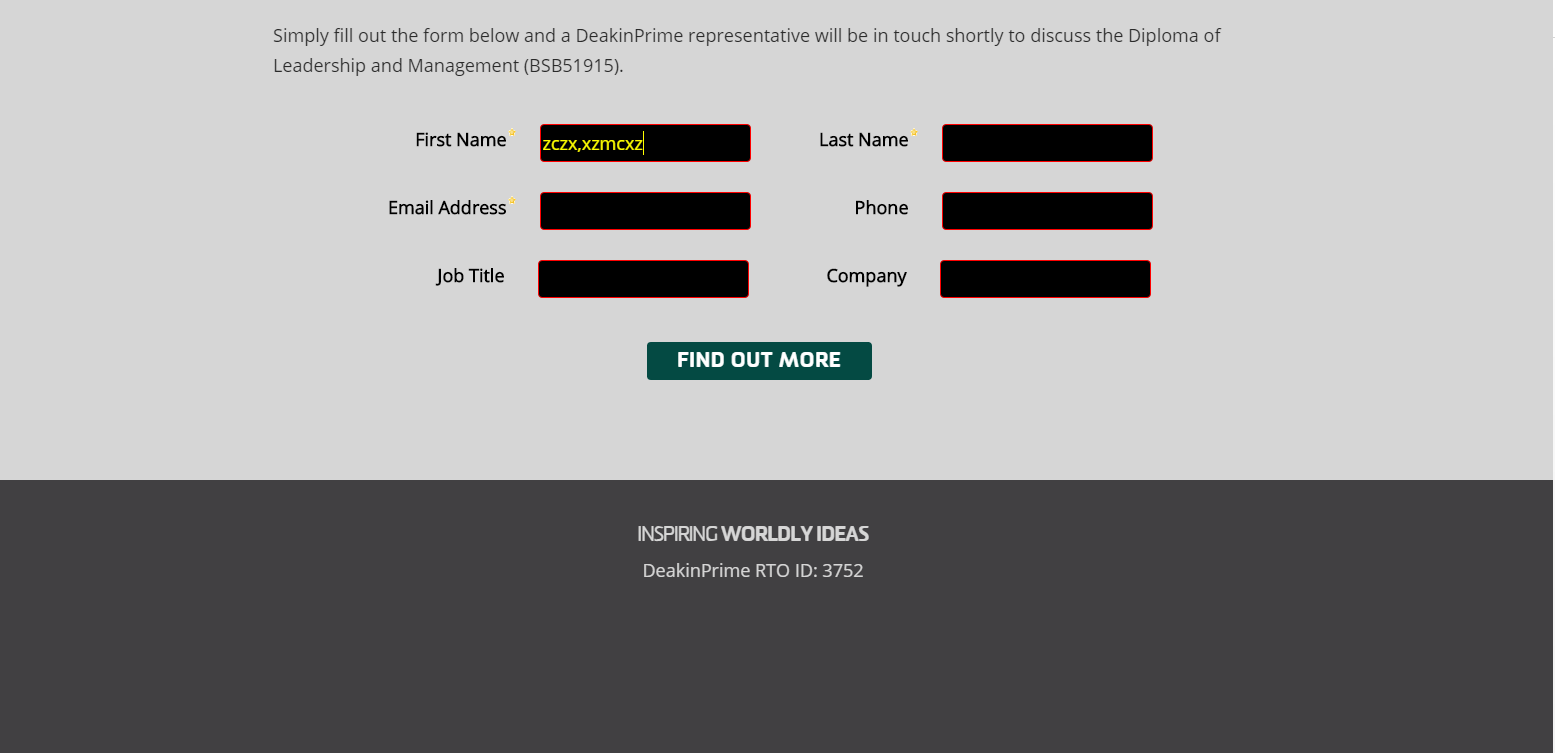 Simply fill out the form below and a DeakinPrime representative will be in touch shortly to discuss the Diploma of
Leadership and Management (BSB51915).
First Name* zczx,xzmcxz Last Name*
Email Address* Phone
Job Title Company
FIND OUT MORE
INSPIRING WORLDLY IDEAS
DeakinPrime RTO ID: 3752